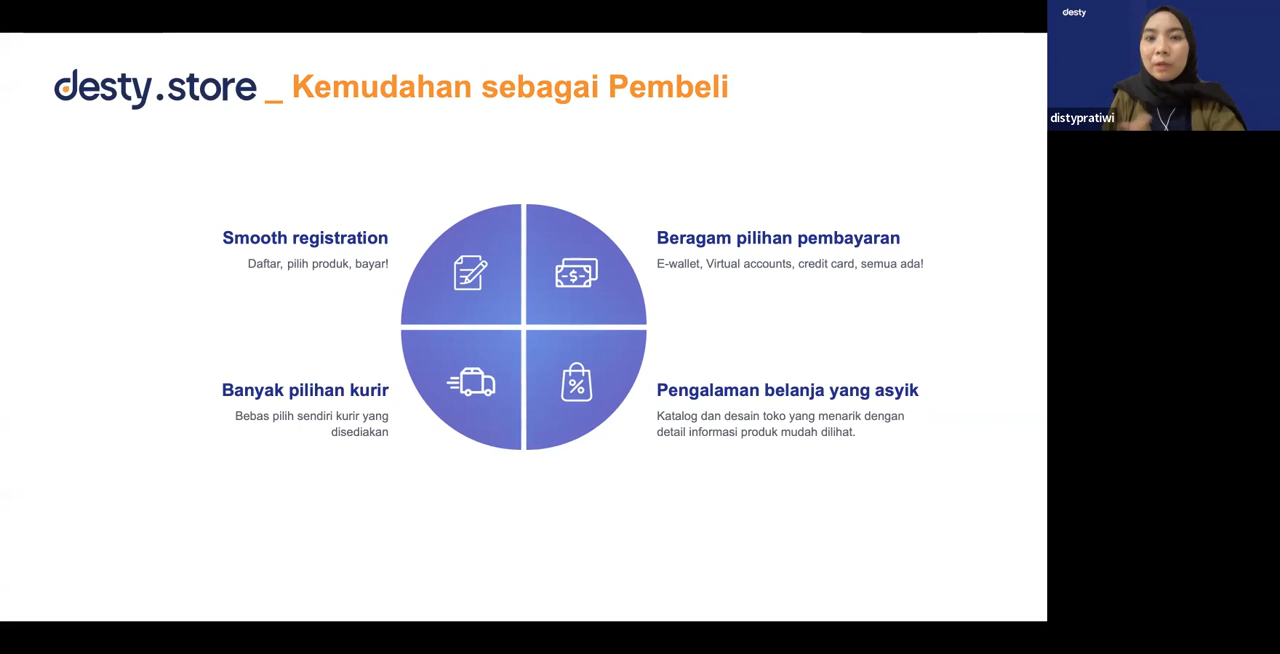 desty.store _ Kemudahan sebagai Pembeli
Smooth registration
Daftar, pilih produk, bayar!
Beragam pilihan pembayaran
E-wallet, Virtual accounts, credit card, semua ada!
Banyak pilihan kurir
Bebas pilih sendiri kurir yang
disediakan
Pengalaman belanja yang asyik
Katalog dan desain toko yang menarik dengan
detail informasi produk mudah dilihat.
desty
distypratiwi